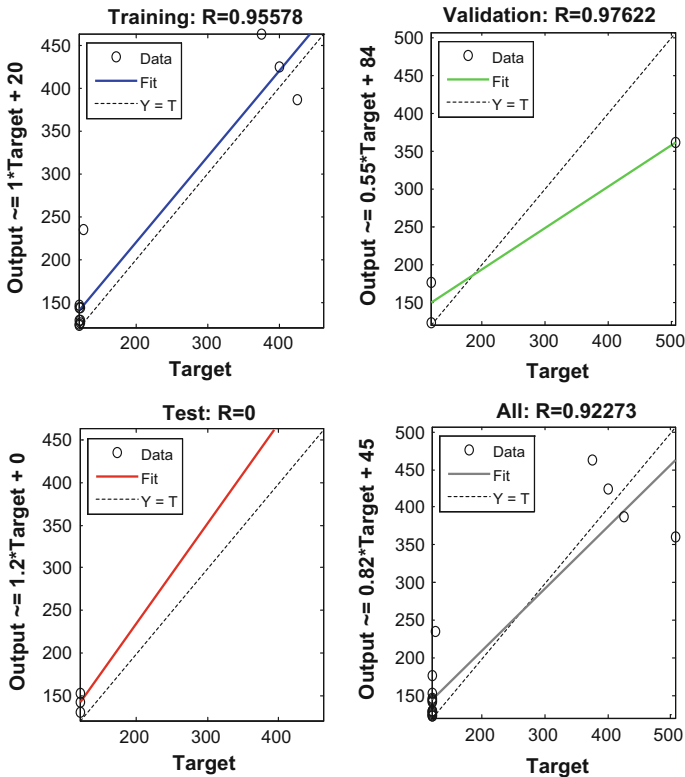 Training: R=0.95578
Output ~= 1*Target + 20
450
400
350
300
250
200
150
Data
Fit
Y = T
200
300
400
Target
Validation: R=0.97622
Output ~= 0.55*Target + 84
500
450
400
350
300
250
200
150
Data
Fit
Y = T
200
300
400
500
Target
Test: R=0
Output ~= 1.2*Target + 0
450
400
350
300
250
200
150
Data
Fit
Y = T
200
300
400
Target
All: R=0.92273
Output ~= 0.82*Target + 45
500
450
400
350
300
250
200
150
Data
Fit
Y = T
200
300
400
500
Target